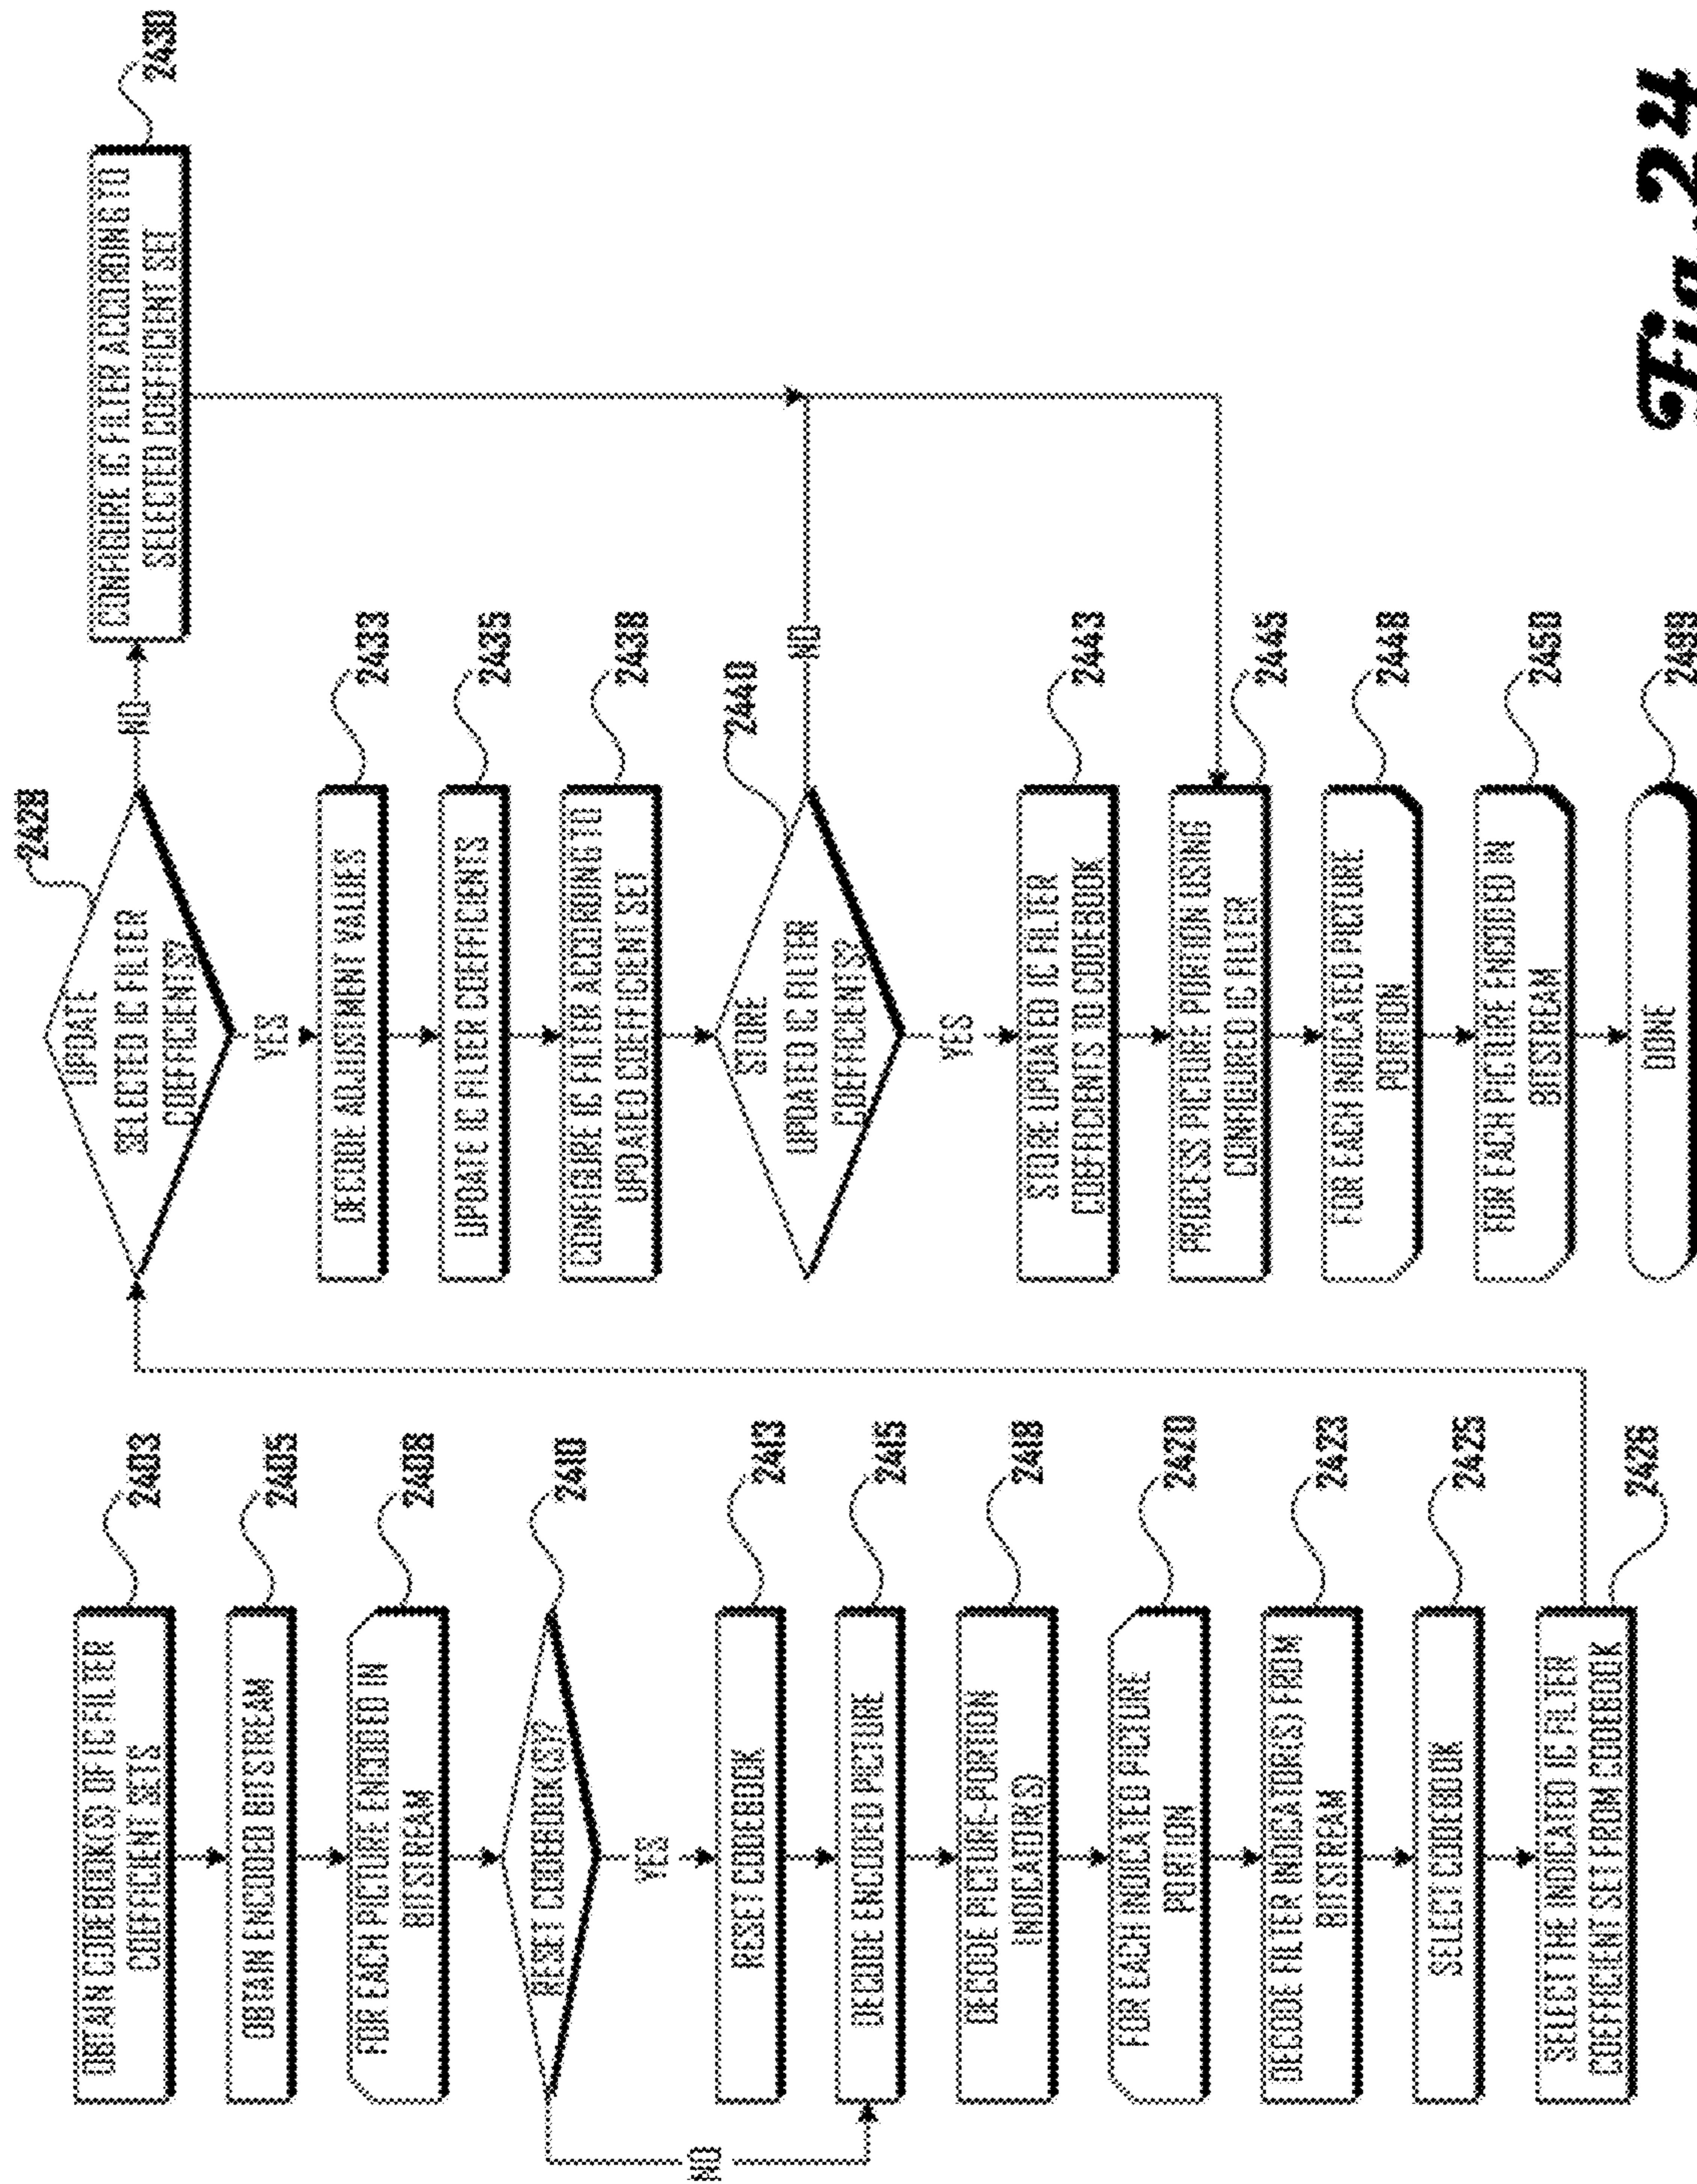 OBTAIN CODEBOOK(S) OF IC FILTER
COEFFICIENT SETS
2403
OBTAIN ENCODED BITSTREAM
2405
FOR EACH PICTURE ENCODED IN
BITSTREAM
2408
RESET CODEBOOK(S)?
2410
YES
NO
RESET CODEBOOK
2413
DECODE ENCODED PICTURE
2415
DECODE PICTURE-PORTION
INDICATOR(S)
2418
FOR EACH INDICATED PICTURE
PORTION
2420
DECODE FILTER INDICATOR(S) FROM
BITSTREAM
2423
SELECT CODEBOOK
2425
SELECT THE INDICATED IC FILTER
COEFFICIENT SET FROM CODEBOOK
2426
UPDATE
SELECTED IC FILTER
COEFFICIENTS?
2428
NO
YES
CONFIGURE IC FILTER ACCORDING TO
SELECTED COEFFICIENT SET
2430
DECODE ADJUSTMENT VALUES
2433
UPDATE IC FILTER COEFFICIENTS
2435
CONFIGURE IC FILTER ACCORDING TO
UPDATED COEFFICIENT SET
2438
STORE
UPDATED IC FILTER
COEFFICIENTS?
2440
NO
YES
STORE UPDATED IC FILTER
COEFFICIENTS TO CODEBOOK
2443
PROCESS PICTURE PORTION USING
CONFIGURED IC FILTER
2445
FOR EACH INDICATED PICTURE
PORTION
2448
FOR EACH PICTURE ENCODED IN
BITSTREAM
2450
DONE
2499
Fig.24